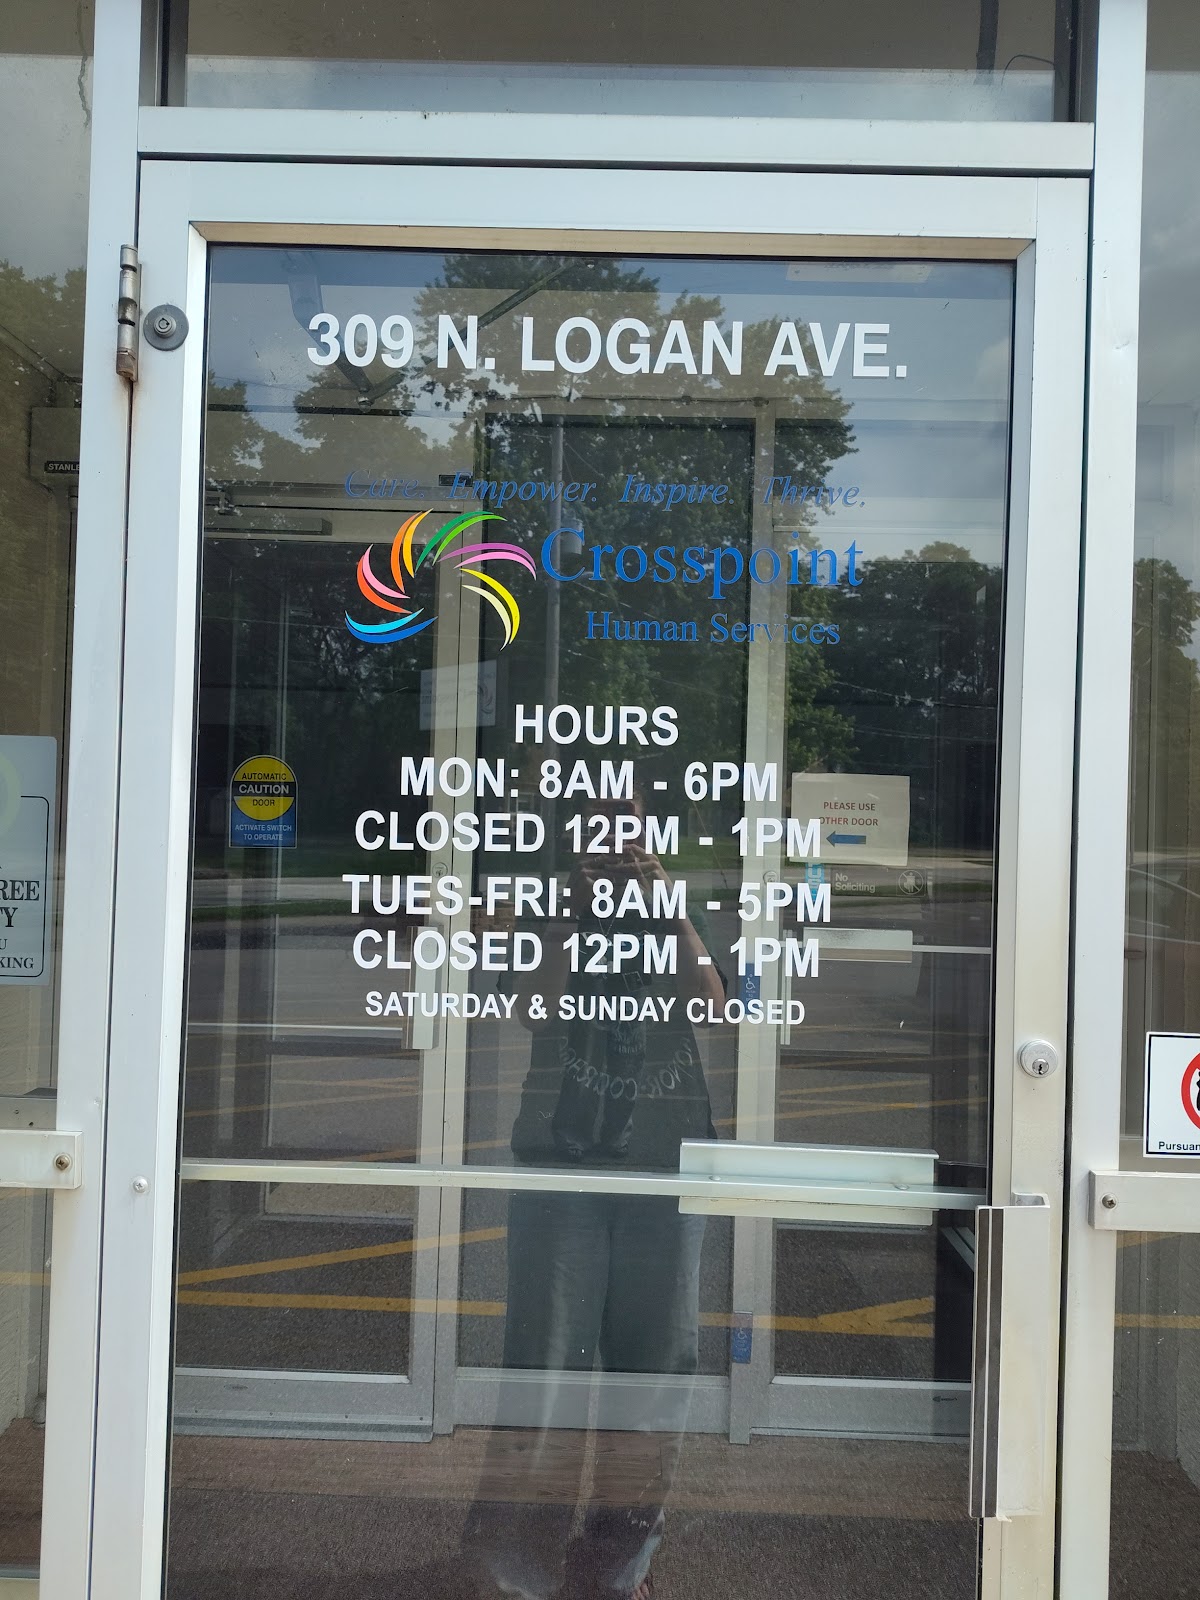 309 N. LOGAN AVE.
Care. Empower. Inspire. Thrive.
Crosspoint
Human Services
HOURS
MON: 8AM - 6PM
CLOSED 12PM - 1PM
TUES-FRI: 8AM - 5PM
CLOSED 12PM - 1PM
SATURDAY & SUNDAY CLOSED
AUTOMATIC
CAUTION
DOOR
ACTIVATE SWITCH
TO OPERATE
PLEASE USE
OTHER DOOR
No
Soliciting